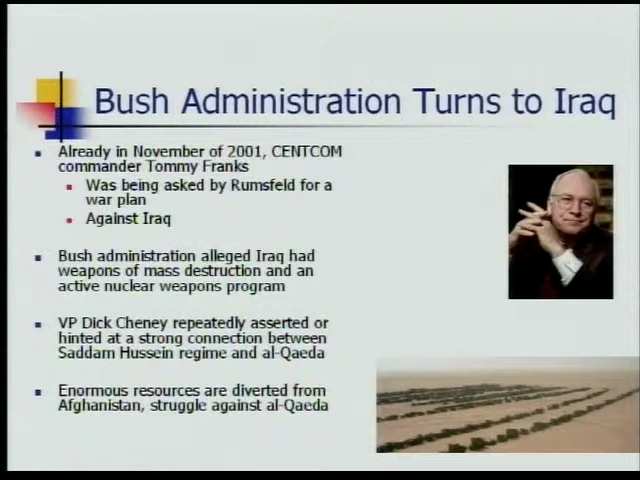 Bush Administration Turns to Iraq
Already in November of 2001, CENTCOM
commander Tommy Franks
Was being asked by Rumsfeld for a
war plan
Against Iraq
Bush administration alleged Iraq had
weapons of mass destruction and an
active nuclear weapons program
VP Dick Cheney repeatedly asserted or
hinted at a strong connection between
Saddam Hussein regime and al-Qaeda
Enormous resources are diverted from
Afghanistan, struggle against al-Qaeda